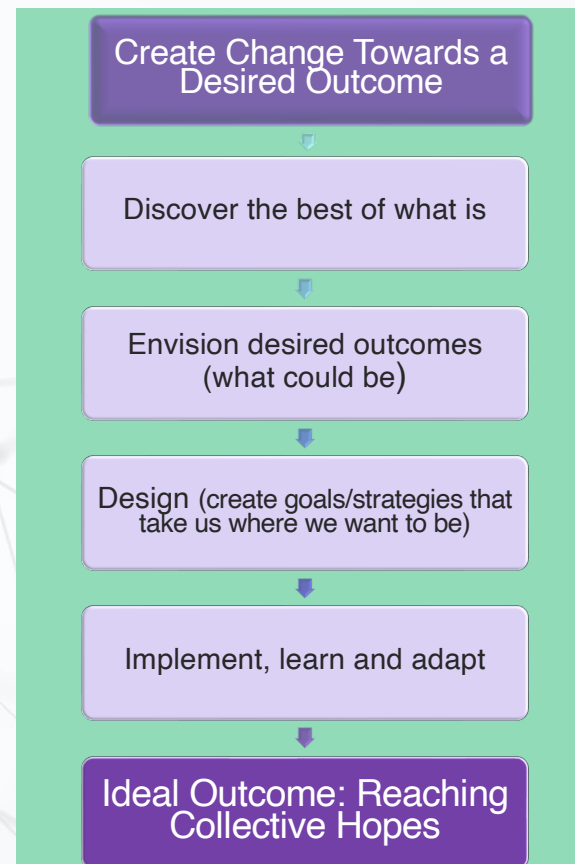 Create Change Towards a
Desired Outcome
Discover the best of what is
Envision desired outcomes
(what could be)
Design (create goals/strategies that
take us where we want to be)
Implement, learn and adapt
Ideal Outcome: Reaching
Collective Hopes